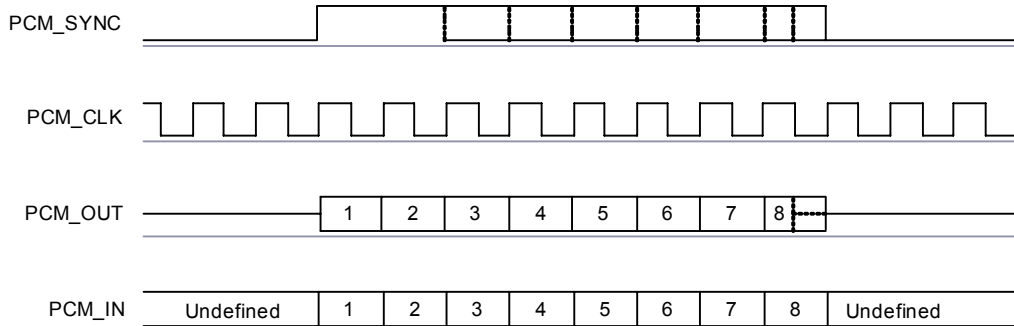 PCM_SYNC
PCM_CLK
PCM_OUT 1 2 3 4 5 6 7 8
PCM_IN Undefined 1 2 3 4 5 6 7 8 Undefined